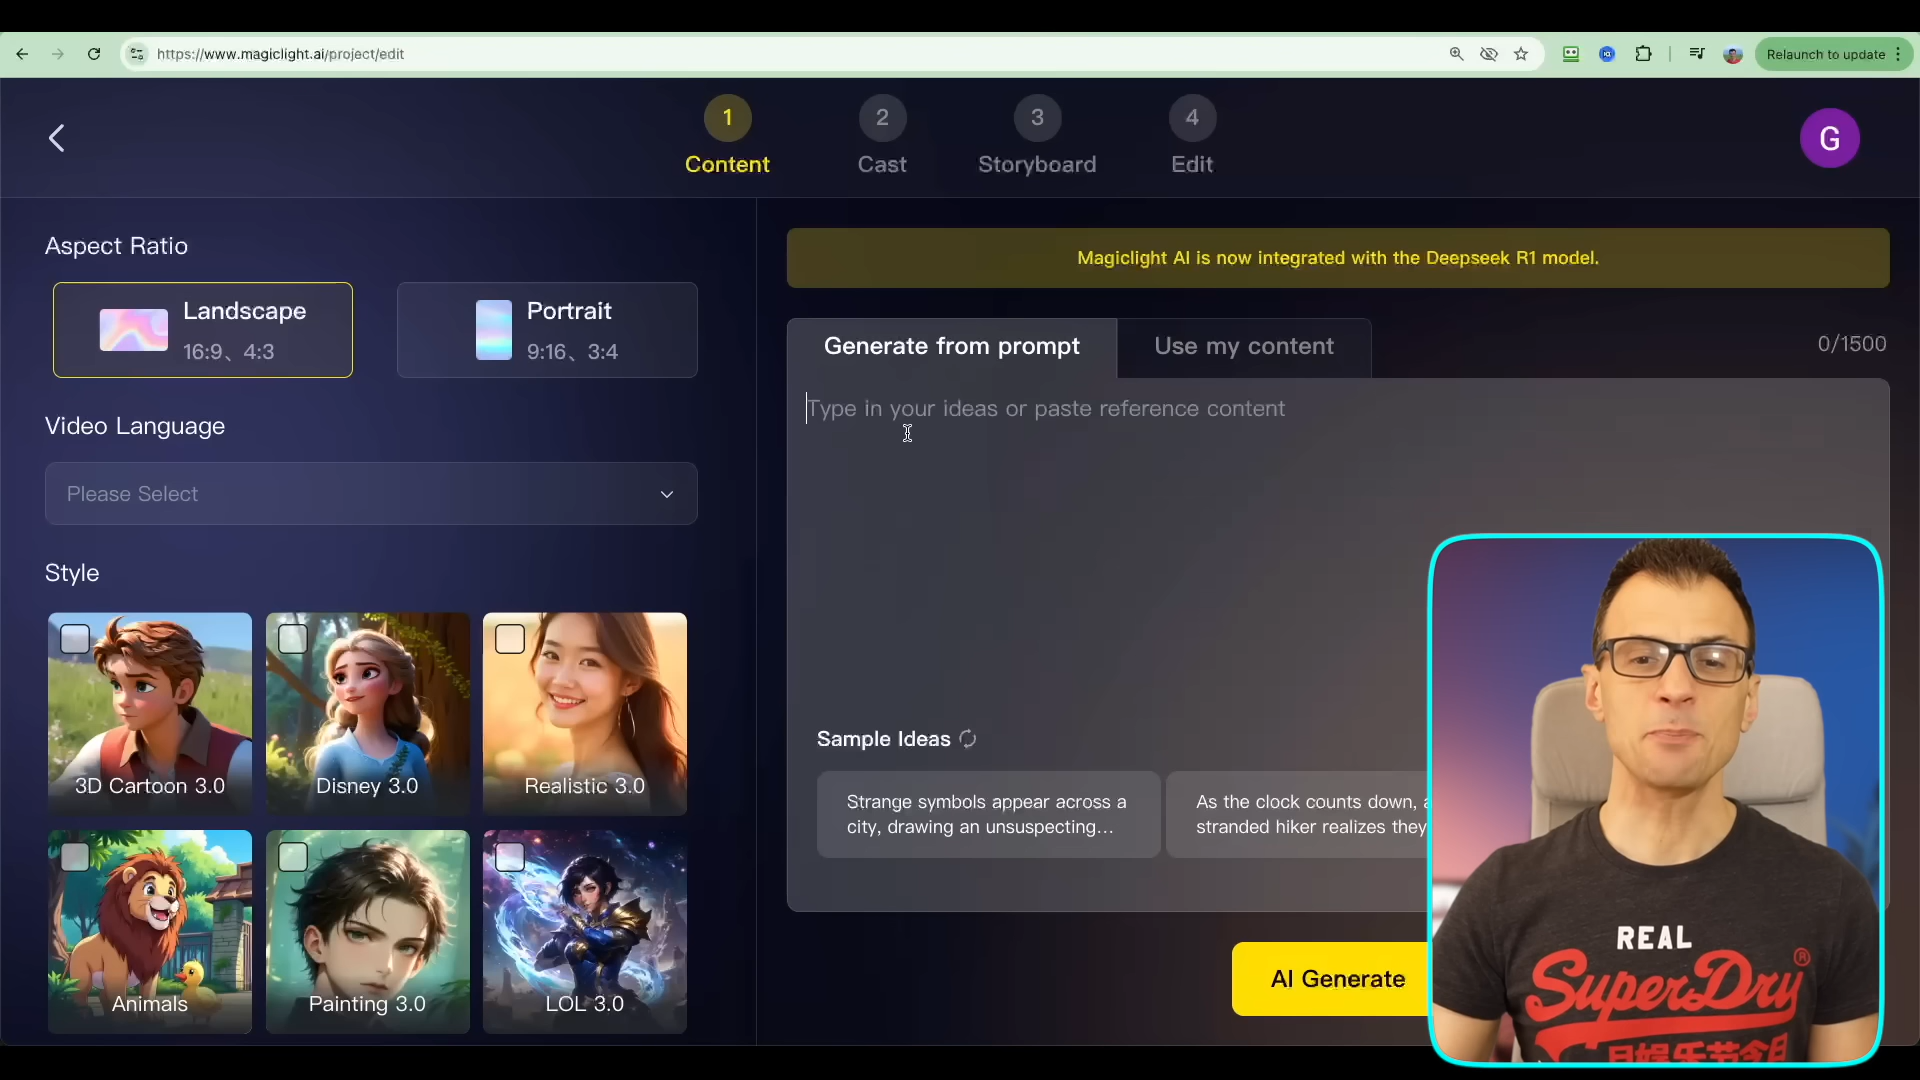 https://www.magiclight.ai/project/edit
Relaunch to update
1
2
3
4
Content
Cast
Storyboard
Edit
G
Aspect Ratio
Landscape
16:9、4:3
Portrait
9:16、3:4
Video Language
Please Select
Style
3D Cartoon 3.0
Disney 3.0
Realistic 3.0
Animals
Painting 3.0
LOL 3.0
Magiclight AI is now integrated with the Deepseek R1 model.
Generate from prompt
Use my content
0/1500
Type in your ideas or paste reference content
Sample Ideas
Strange symbols appear across a
city, drawing an unsuspecting...
As the clock counts down, a
stranded hiker realizes they
AI Generate
REAL
SuperDry®